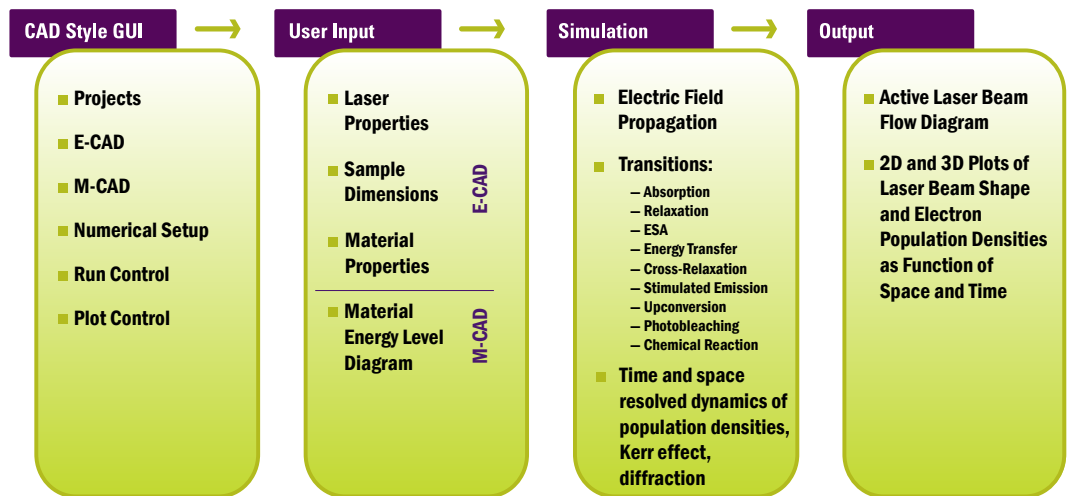 CAD Style GUI
Projects
E-CAD
M-CAD
Numerical Setup
Run Control
Plot Control
User Input
Laser
Properties
Sample
Dimensions
Material
Properties
E-CAD
Material
Energy Level
Diagram
M-CAD
Simulation
Electric Field
Propagation
Transitions:
– Absorption
– Relaxation
– ESA
– Energy Transfer
– Cross-Relaxation
– Stimulated Emission
– Upconversion
– Photobleaching
– Chemical Reaction
Time and space
resolved dynamics of
population densities,
Kerr effect,
diffraction
Output
Active Laser Beam
Flow Diagram
2D and 3D Plots of
Laser Beam Shape
and Electron
Population Densities
as Function of
Space and Time